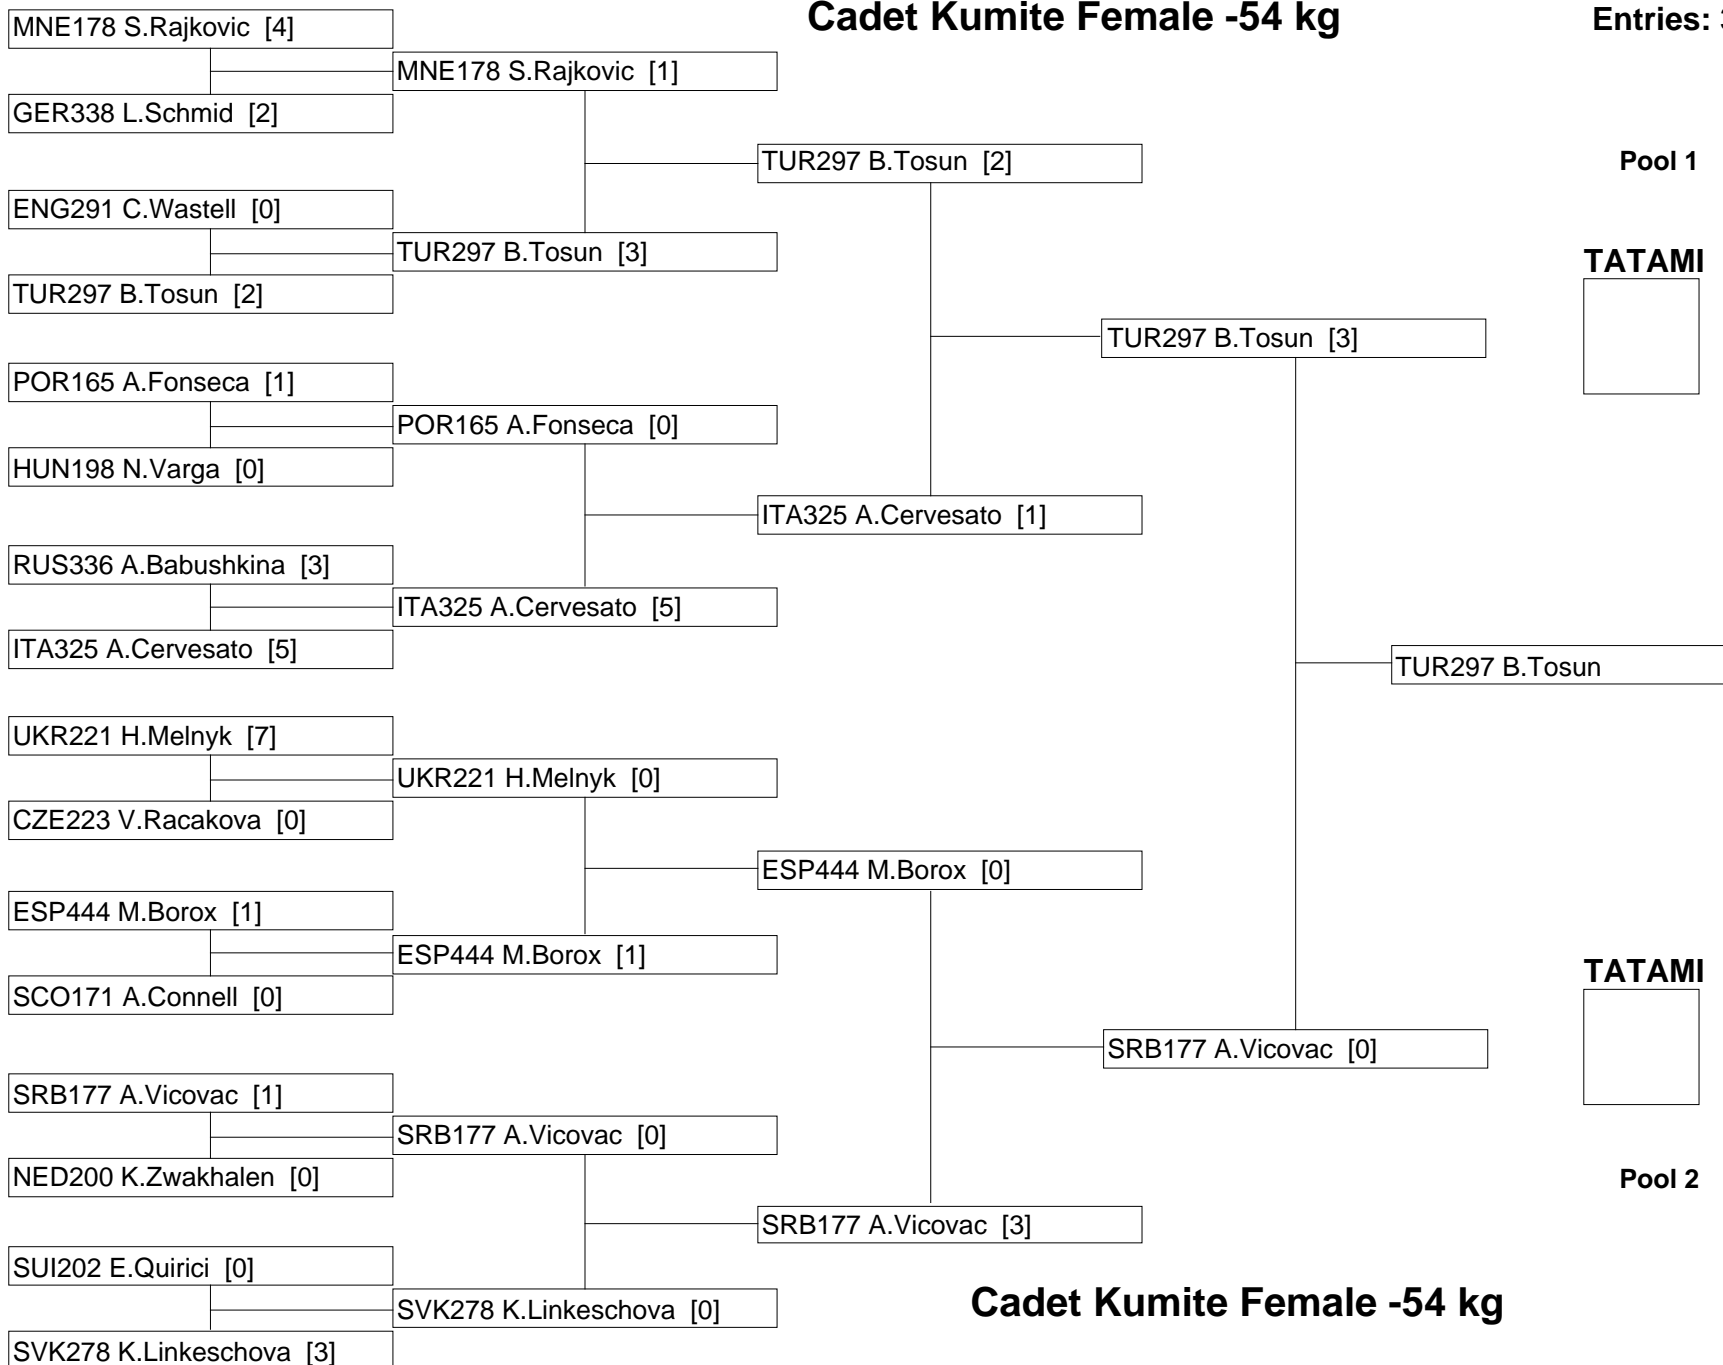 Cadet Kumite Female -54 kg
Entries:
MNE178 S.Rajkovic [4]
GER338 L.Schmid [2]
ENG291 C.Wastell [0]
TUR297 B.Tosun [2]
POR165 A.Fonseca [1]
HUN198 N.Varga [0]
RUS336 A.Babushkina [3]
ITA325 A.Cervesato [5]
UKR221 H.Melnyk [7]
CZE223 V.Racakova [0]
ESP444 M.Borox [1]
SCO171 A.Connell [0]
SRB177 A.Vicovac [1]
NED200 K.Zwakhalen [0]
SUI202 E.Quirici [0]
SVK278 K.Linkeschova [3]
MNE178 S.Rajkovic [1]
TUR297 B.Tosun [3]
POR165 A.Fonseca [0]
ITA325 A.Cervesato [5]
UKR221 H.Melnyk [0]
ESP444 M.Borox [1]
SRB177 A.Vicovac [0]
SVK278 K.Linkeschova [0]
TUR297 B.Tosun [2]
ITA325 A.Cervesato [1]
ESP444 M.Borox [0]
SRB177 A.Vicovac [3]
TUR297 B.Tosun [3]
SRB177 A.Vicovac [0]
TUR297 B.Tosun
Pool 1
TATAMI
TATAMI
Pool 2
Cadet Kumite Female -54 kg